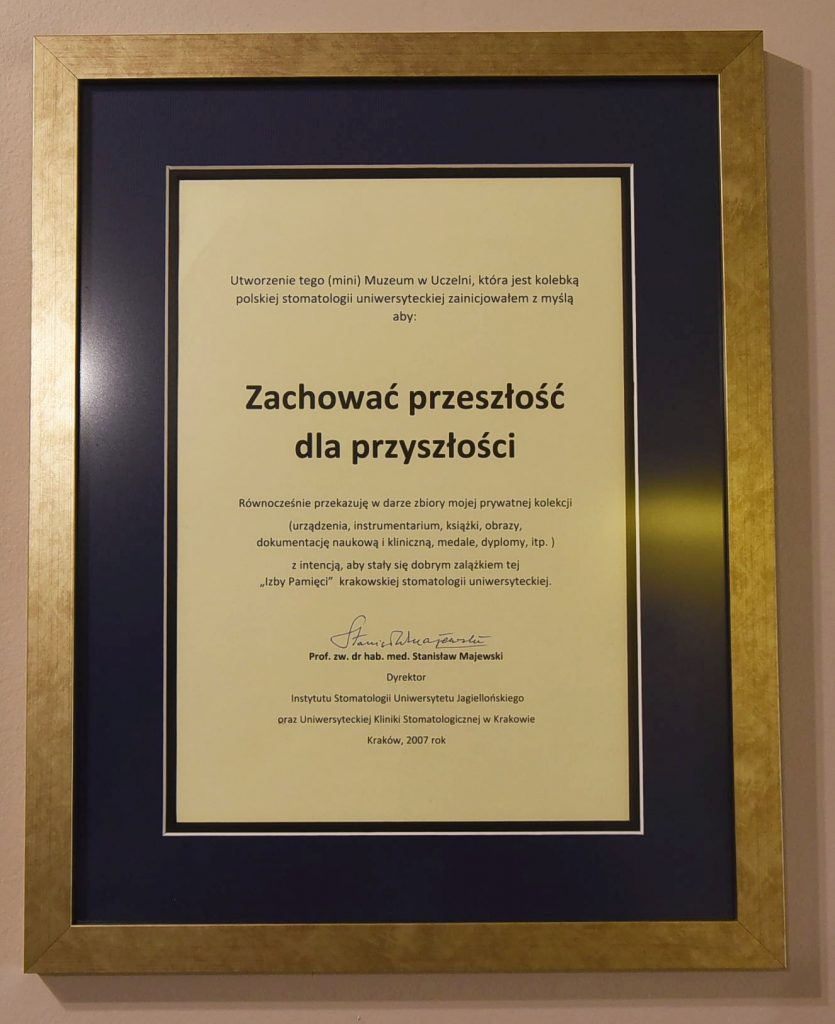 Utworzenie tego (mini) Muzeum w Uczelni, która jest kolebką
polskiej stomatologii uniwersyteckiej zainicjowałem z myślą
aby:
Zachować przeszłość
dla przyszłości
Równocześnie przekazuję w darze zbiory mojej prywatnej kolekcji
(urządzenia, instrumentarium, książki, obrazy,
dokumentację naukową i kliniczną, medale, dyplomy, itp. )
z intencją, aby stały się dobrym zalążkiem tej
„Izby Pamięci” krakowskiej stomatologii uniwersyteckiej.
Stanisław Majewski
Prof. zw. dr hab. med. Stanisław Majewski
Dyrektor
Instytutu Stomatologii Uniwersytetu Jagiellońskiego
oraz Uniwersyteckiej Kliniki Stomatologicznej w Krakowie
Kraków, 2007 rok